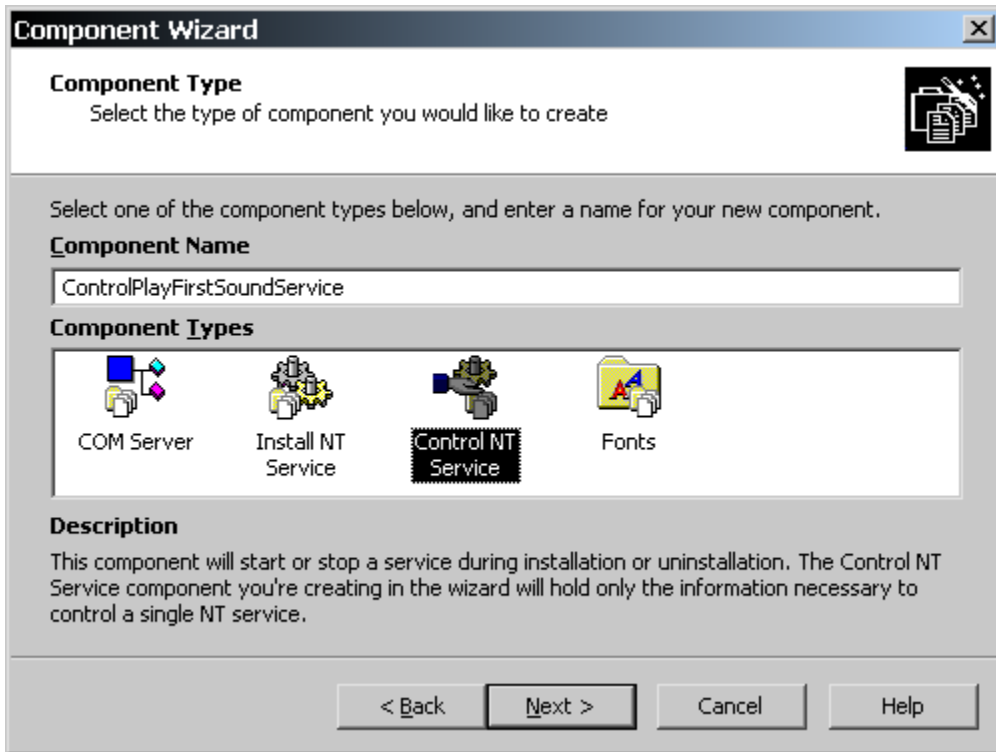 Component Wizard
Component Type
Select the type of component you would like to create
Select one of the component types below, and enter a name for your new component.
Component Name
ControlPlayFirstSoundService
Component Types
COM Server
Install NT
Service
Control NT
Service
Fonts
Description
This component will start or stop a service during installation or uninstallation. The Control NT
Service component you're creating in the wizard will hold only the information necessary to
control a single NT service.
< Back
Next >
Cancel
Help